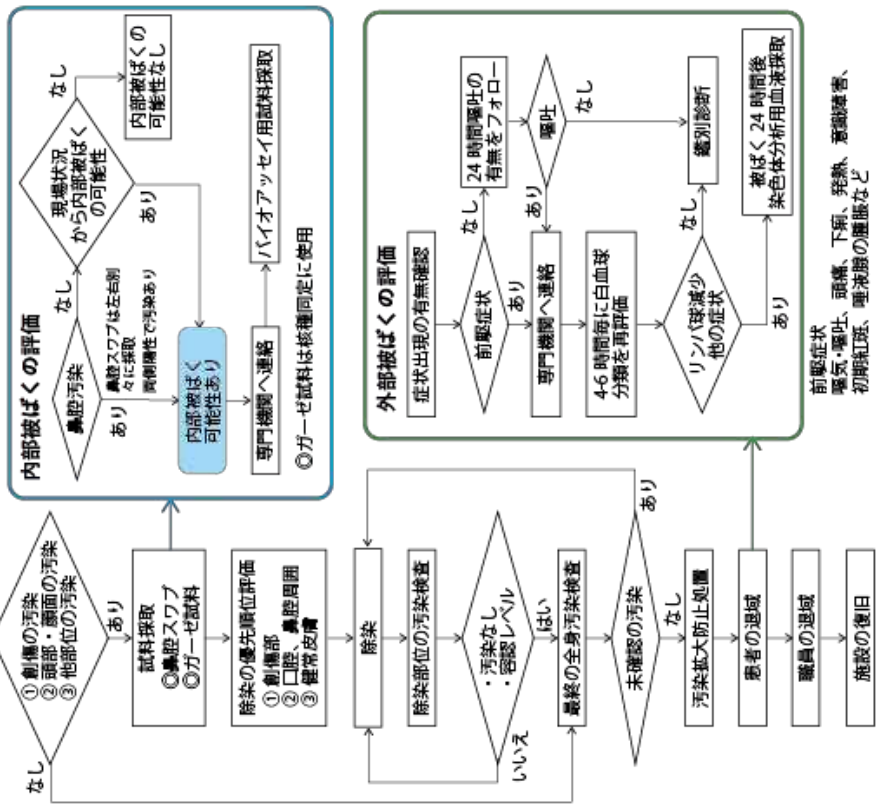 ① 創傷の汚染
② 頭部・顔面の汚染
③ 他部位の汚染
なし
あり
試料採取
◎鼻腔スワブ
◎ガーゼ試料
除染の優先順位評価
① 創傷部
② 口腔、鼻腔周囲
③ 健常皮膚
除染
除染部位の汚染検査
・汚染なし
・容認レベル
いいえ
はい
最終の全身汚染検査
未確認の汚染
あり
なし
汚染拡大防止処置
患者の退域
職員の退域
施設の復旧
内部被ばくの評価
鼻腔汚染
なし
あり
鼻腔スワブは左右別
々に採取
両側陽性で汚染あり
現場状況
から内部被ばく
の可能性
なし
あり
内部被ばくの
可能性なし
内部被ばく
可能性あり
専門機関へ連絡
バイオアッセイ用試料採取
◎ガーゼ試料は核種同定に使用
外部被ばくの評価
症状出現の有無確認
前駆症状
なし
あり
24 時間嘔吐の
有無をフォロー
嘔吐
あり
なし
専門機関へ連絡
4-6 時間毎に白血球
分類を再評価
リンパ球減少
他の症状
なし
あり
鑑別診断
被ばく 24 時間後
染色体分析用血液採取
前駆症状
嘔気・嘔吐、頭痛、下痢、発熱、意識障害、
初期紅斑、唾液腺の腫脹など